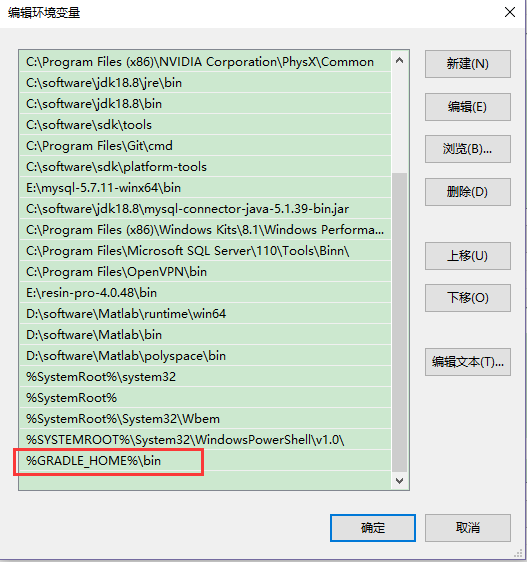 编辑环境变量
C:\Program Files (x86)\NVIDIA Corporation\PhysX\Common
C:\software\jdk18.8\jre\bin
C:\software\jdk18.8\bin
C:\software\sdk\tools
C:\Program Files\Git\cmd
C:\software\sdk\platform-tools
E:\mysql-5.7.11-winx64\bin
C:\software\jdk18.8\mysql-connector-java-5.1.39-bin.jar
C:\Program Files (x86)\Windows Kits\8.1\Windows Performa...
C:\Program Files\Microsoft SQL Server\110\Tools\Binn\
C:\Program Files\OpenVPN\bin
E:\resin-pro-4.0.48\bin
D:\software\Matlab\runtime\win64
D:\software\Matlab\bin
D:\software\Matlab\polyspace\bin
%SystemRoot%\system32
%SystemRoot%
%SystemRoot%\System32\Wbem
%SYSTEMROOT%\System32\WindowsPowerShell\v1.0\
%GRADLE_HOME%\bin
新建(N)
编辑(E)
浏览(B)...
删除(D)
上移(U)
下移(O)
编辑文本(T)...
确定
取消